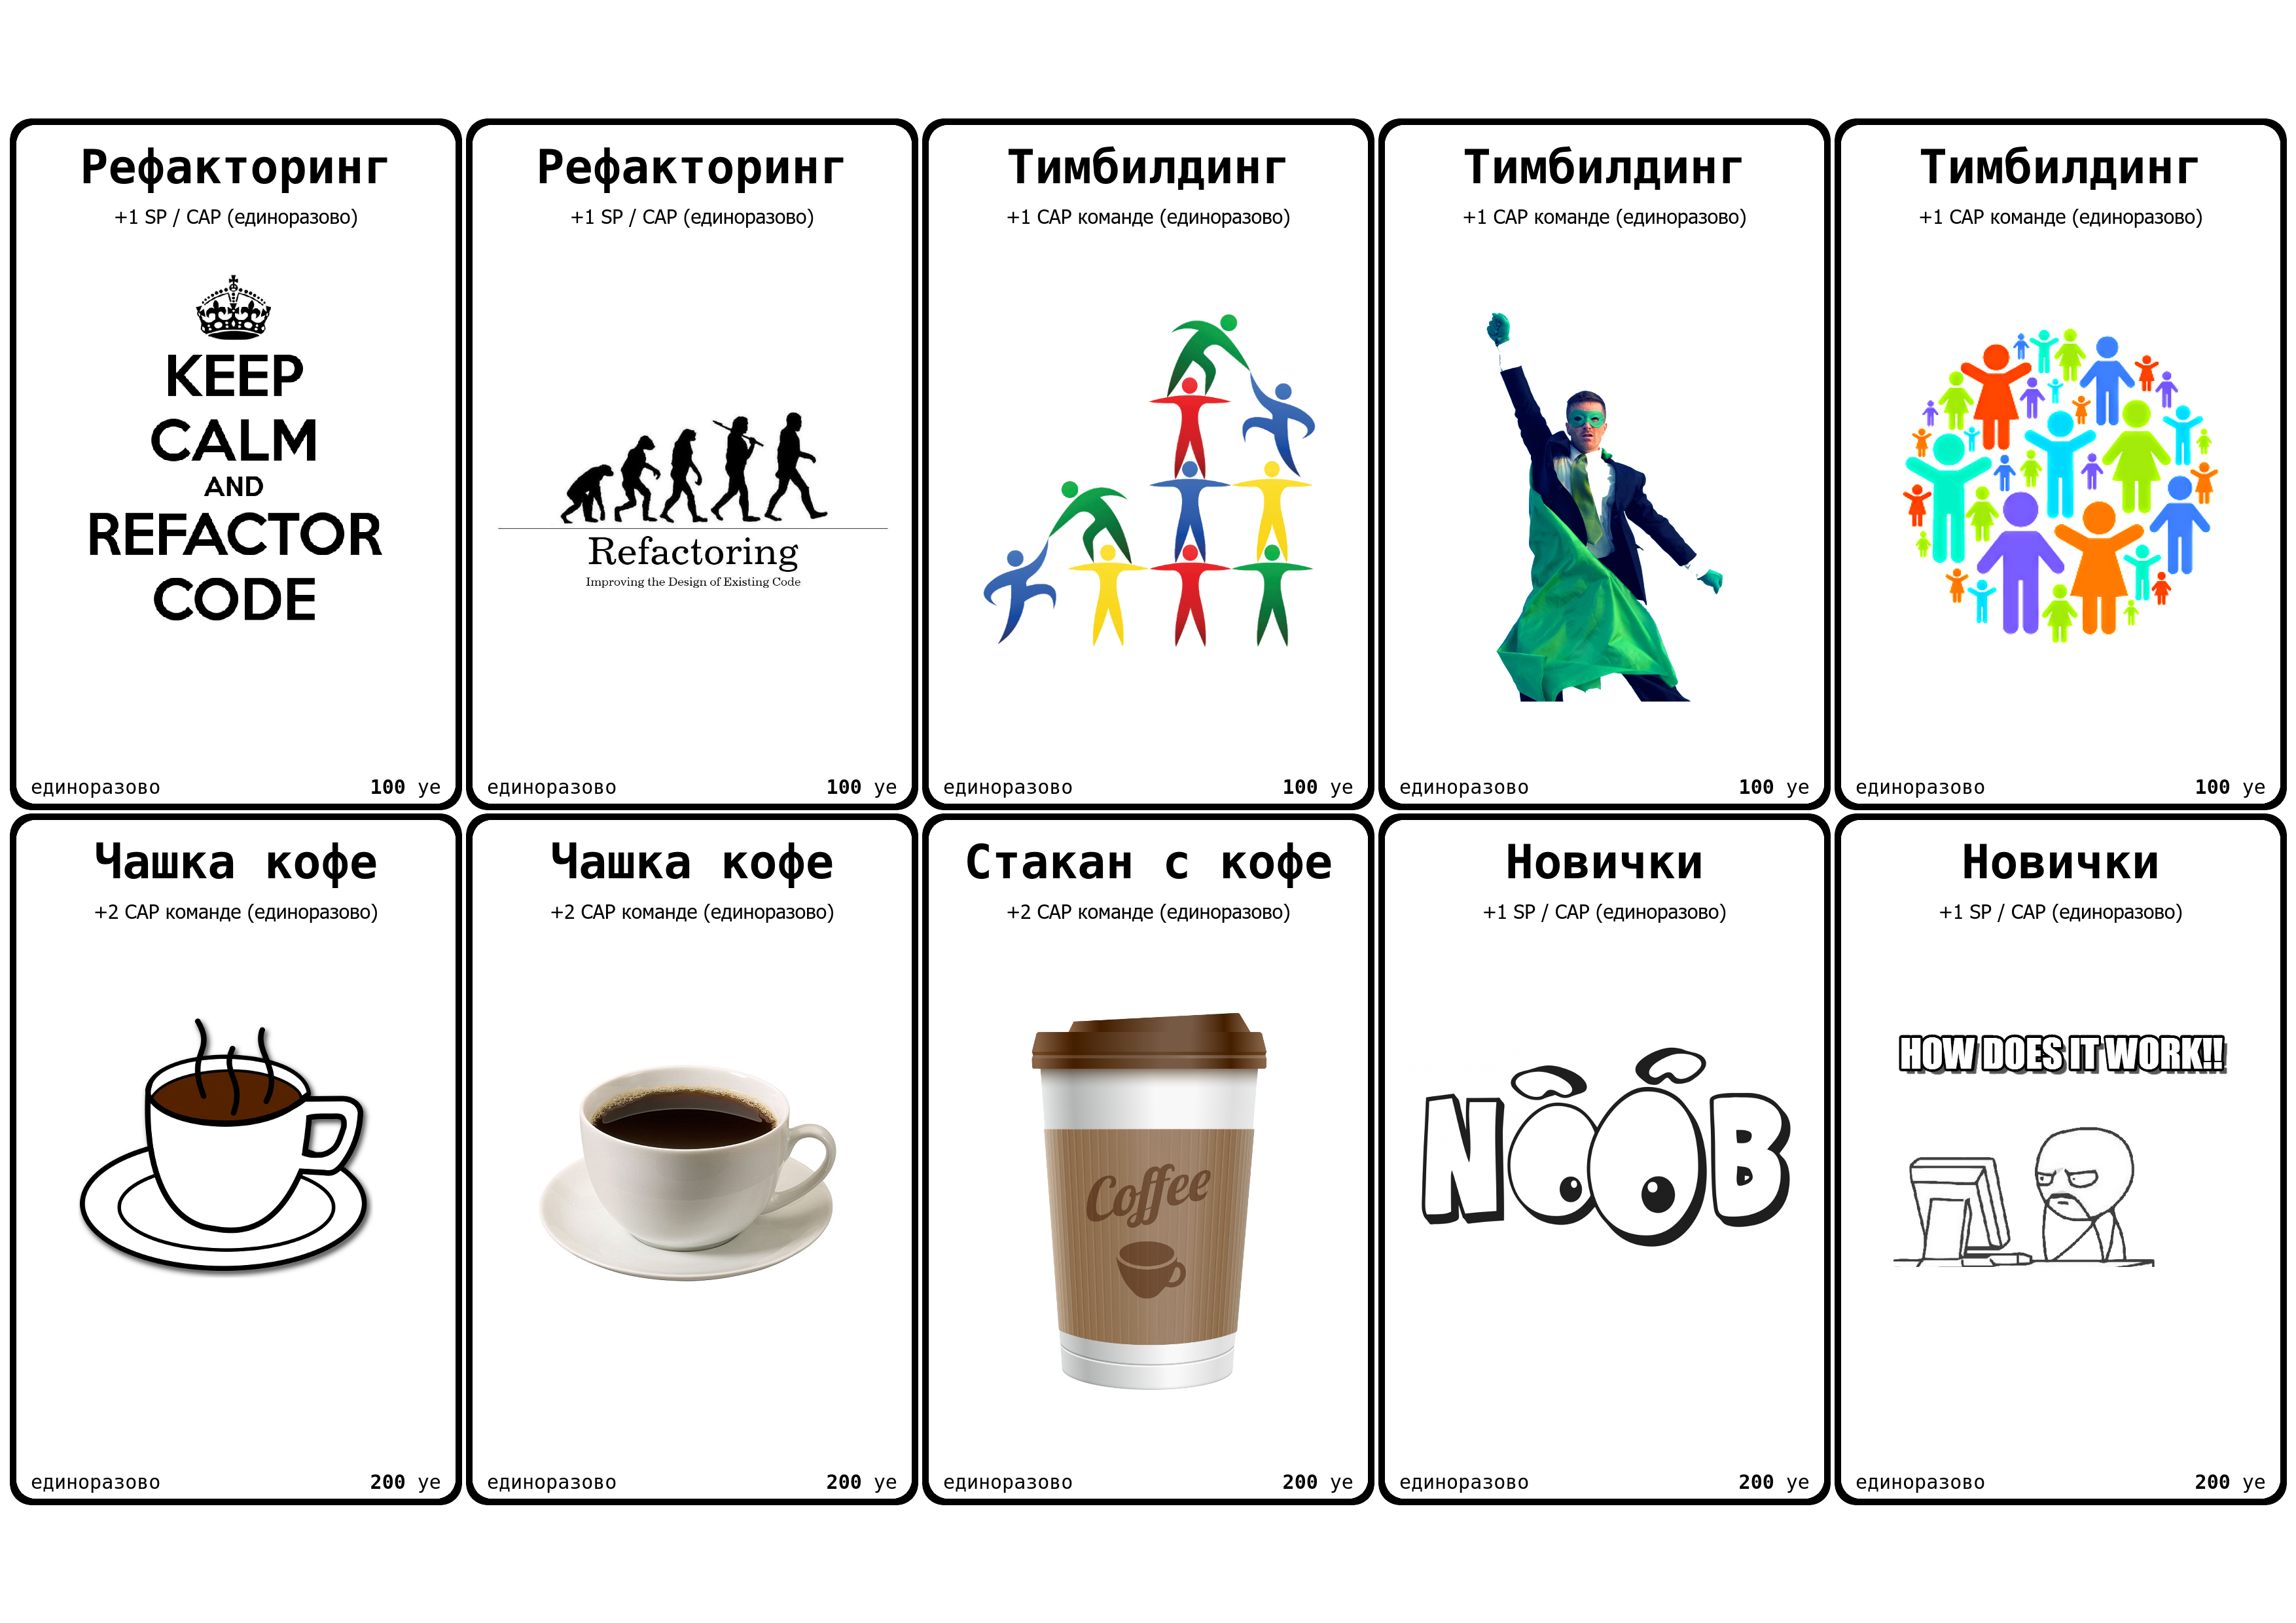 Рефакторинг
+1 SP / CAP (единоразово)
KEEP
CALM
AND
REFACTOR
CODE
единоразово 100 уе
Рефакторинг
+1 SP / CAP (единоразово)
Refactoring
Improving the Design of Existing Code
единоразово 100 уе
Тимбилдинг
+1 CAP команде (единоразово)
единоразово 100 уе
Тимбилдинг
+1 CAP команде (единоразово)
единоразово 100 уе
Тимбилдинг
+1 CAP команде (единоразово)
единоразово 100 уе
Чашка кофе
+2 CAP команде (единоразово)
единоразово 200 уе
Чашка кофе
+2 CAP команде (единоразово)
единоразово 200 уе
Стакан с кофе
+2 CAP команде (единоразово)
Coffee
единоразово 200 уе
Новички
+1 SP / CAP (единоразово)
NOOB
единоразово 200 уе
Новички
+1 SP / CAP (единоразово)
HOW DOES IT WORK!!
единоразово 200 уе